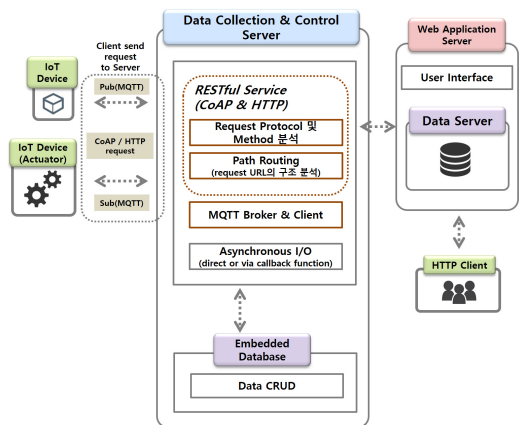 Data Collection & Control
Server
Client send
request
to Server
IoT
Device
Pub(MQTT)
IoT Device
(Actuator)
CoAP / HTTP
request
Sub(MQTT)
RESTful Service
(CoAP & HTTP)
Request Protocol 및
Method 분석
Path Routing
(request URL의 구조 분석)
MQTT Broker & Client
Asynchronous I/O
(direct or via callback function)
Embedded
Database
Data CRUD
Web Application
Server
User Interface
Data Server
HTTP Client